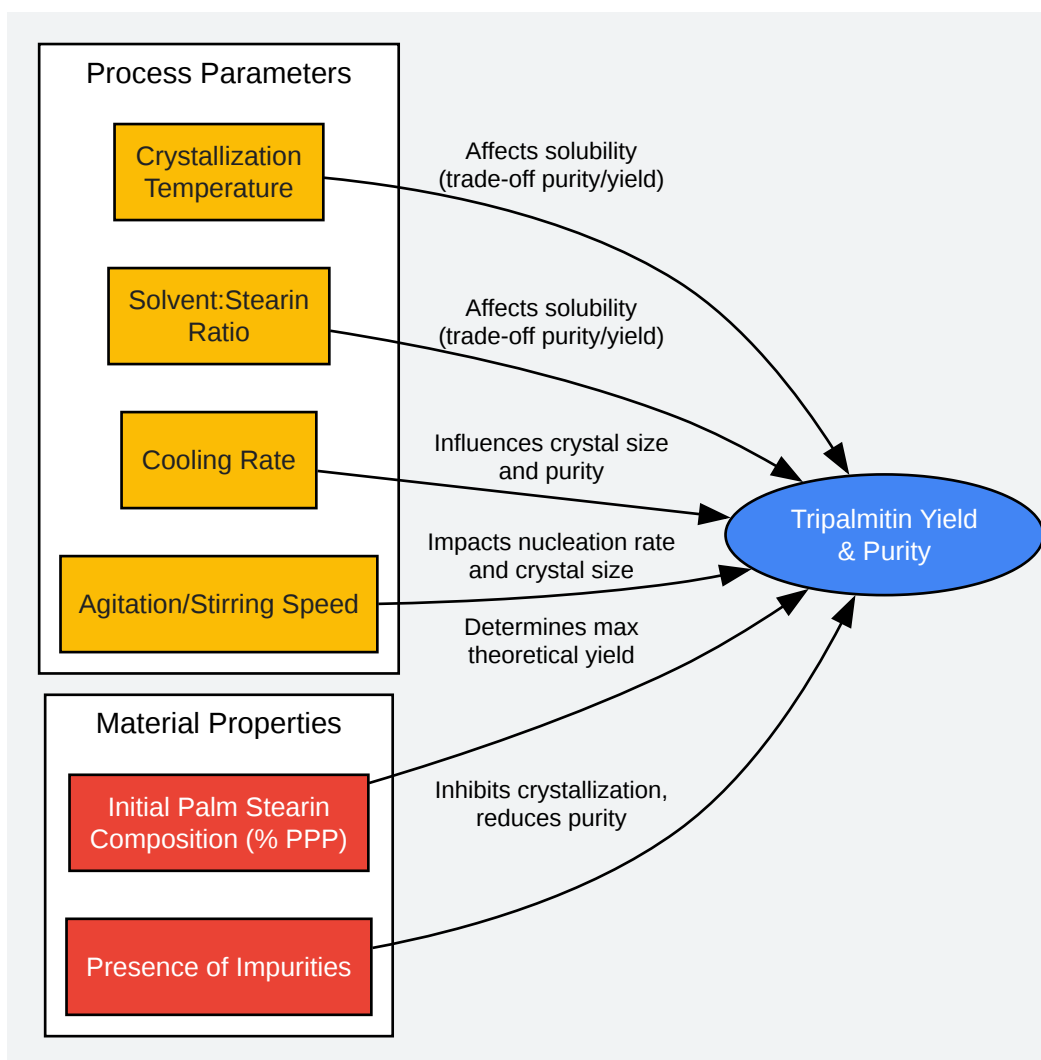 Process Parameters
Crystallization
Temperature
Affects solubility
(trade-off purity/yield)
Solvent:Stearin
Ratio
Affects solubility
(trade-off purity/yield)
Cooling Rate
Influences crystal size
and purity
Agitation/Stirring Speed
Impacts nucleation rate
and crystal size
Tripalmitin Yield
& Purity
Material Properties
Initial Palm Stearin
Composition (% PPP)
Determines max
theoretical yield
Presence of Impurities
Inhibits crystallization,
reduces purity